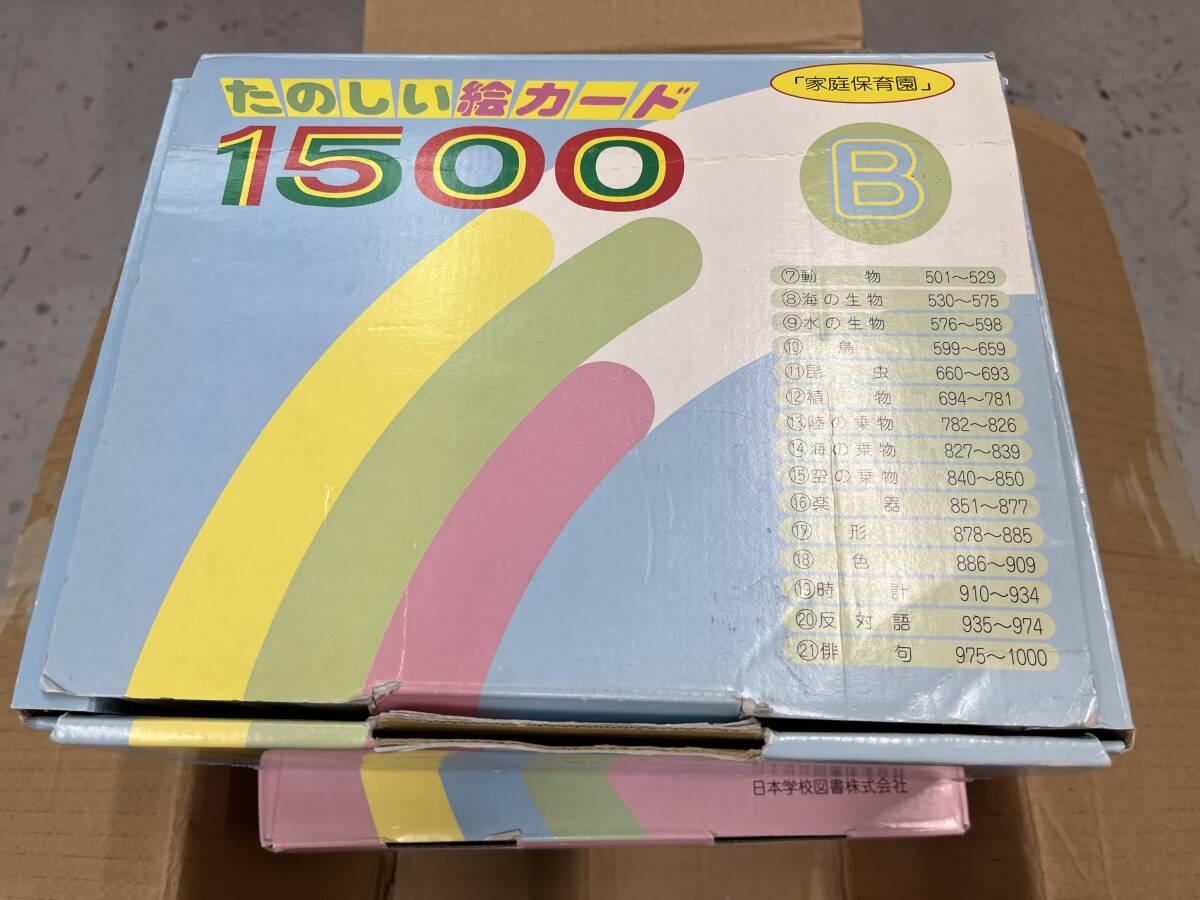 たのしい絵カード
1500
「家庭保育園」
B
⑦動物 501〜529
⑧海の生物 530〜575
⑨水の生物 576〜598
⑩鳥 599〜659
⑪昆虫 660〜693
⑫植物 694〜781
⑬陸の乗物 782〜826
⑭海の乗物 827〜839
⑮空の乗物 840〜850
⑯楽器 851〜877
⑰形 878〜885
⑱色 886〜909
⑲時計 910〜934
⑳反対語 935〜974
㉑俳句 975〜1000
日本学校図書株式会社